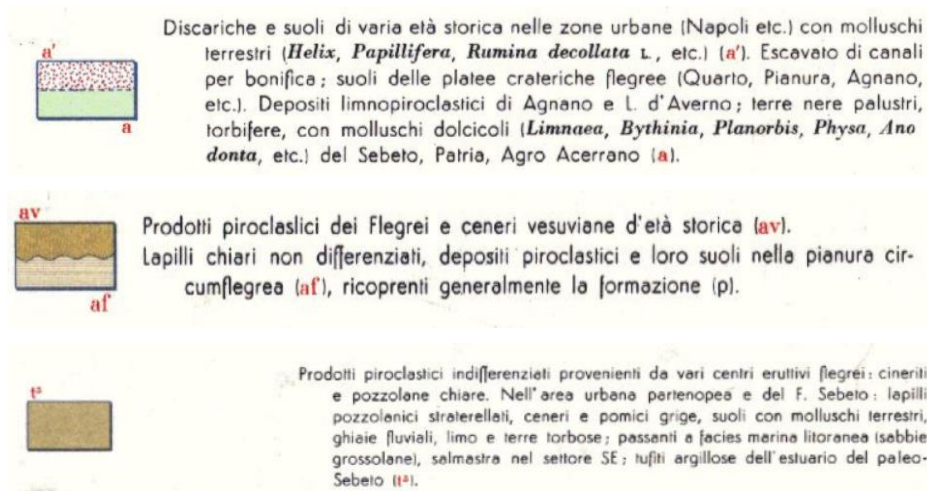 a'
a
Discariche e suoli di varia età storica nelle zone urbane (Napoli etc.) con molluschi
terrestri (Helix, Papillifera, Rumina decollata L., etc.) (a'). Escavato di canali
per bonifica; suoli delle platee crateriche flegree (Quarto, Pianura, Agnano,
etc.). Depositi limnopiroclastici di Agnano e L. d'Averno; terre nere palustri,
torbifere, con molluschi dolcicoli (Limnaea, Bythinia, Planorbis, Physa, Ano
donta, etc.) del Sebeto, Patria, Agro Acerrano (a).
av
af
Prodotti piroclaslici dei Flegrei e ceneri vesuviane d'età storica (av).
Lapilli chiari non differenziati, depositi piroclastici e loro suoli nella pianura cir-
cumflegrea (af), ricoprenti generalmente la formazione (p).
t³
Prodotti piroclastici indifferenziati provenienti da vari centri eruttivi flegrei: cineriti
e pozzolane chiare. Nell'area urbana partenopea e del F. Sebeto: lapilli
pozzolanici straterellati, ceneri e pomici grige, suoli con molluschi terrestri,
ghiaie fluviali, limo e terre torbose; passanti a facies marina litoranea (sabbie
grossolane), salmastra nel settore SE; tufiti argillose dell'estuario del paleo-
Sebeto (t³).